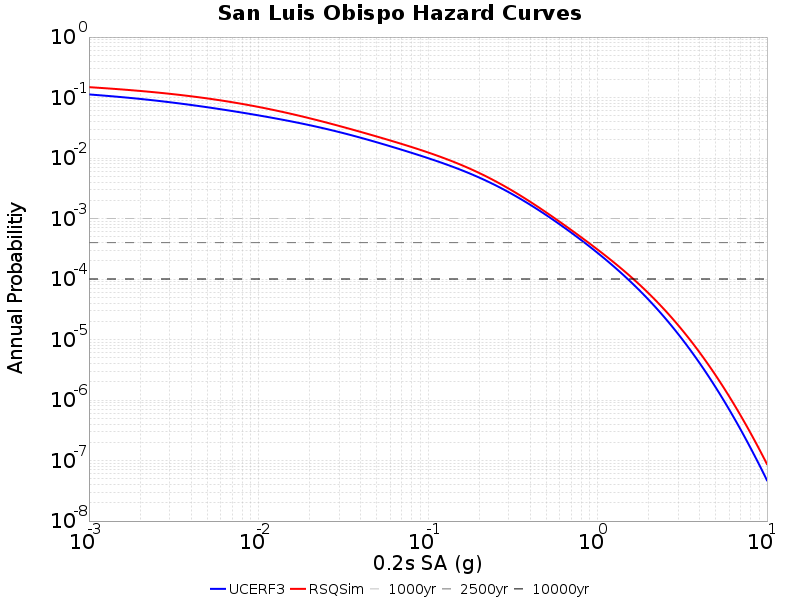 San Luis Obispo Hazard Curves
10^0
10^-1
10^-2
10^-3
10^-4
10^-5
10^-6
10^-7
10^-8
Annual Probabilitiy
10^-3 10^-2 10^-1 10^0 10^1
0.2s SA (g)
UCERF3 RSQSim 1000yr 2500yr 10000yr